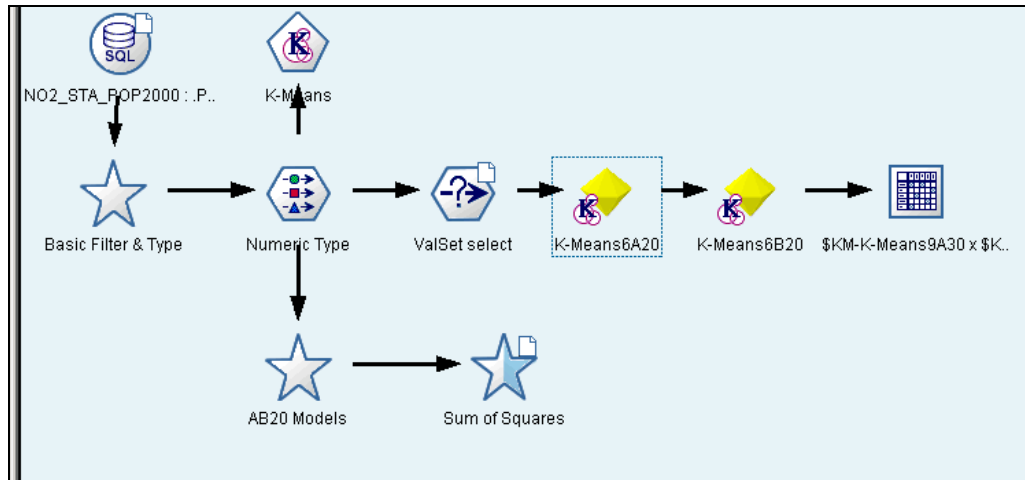 SQL
K
NO2_STA_POP2000 : .P..
K-Means
-?->
K
K
Basic Filter & Type
Numeric Type
ValSet select
K-Means6A20
K-Means6B20
$KM-K-Means9A30 x $K..
AB20 Models
Sum of Squares